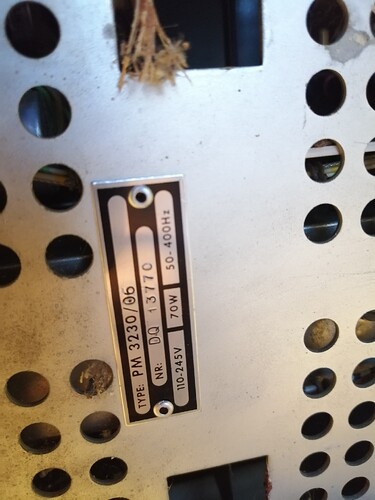 TYPE: PM 3230/06
NR: DQ 13770
110-245V 70W 50-400Hz